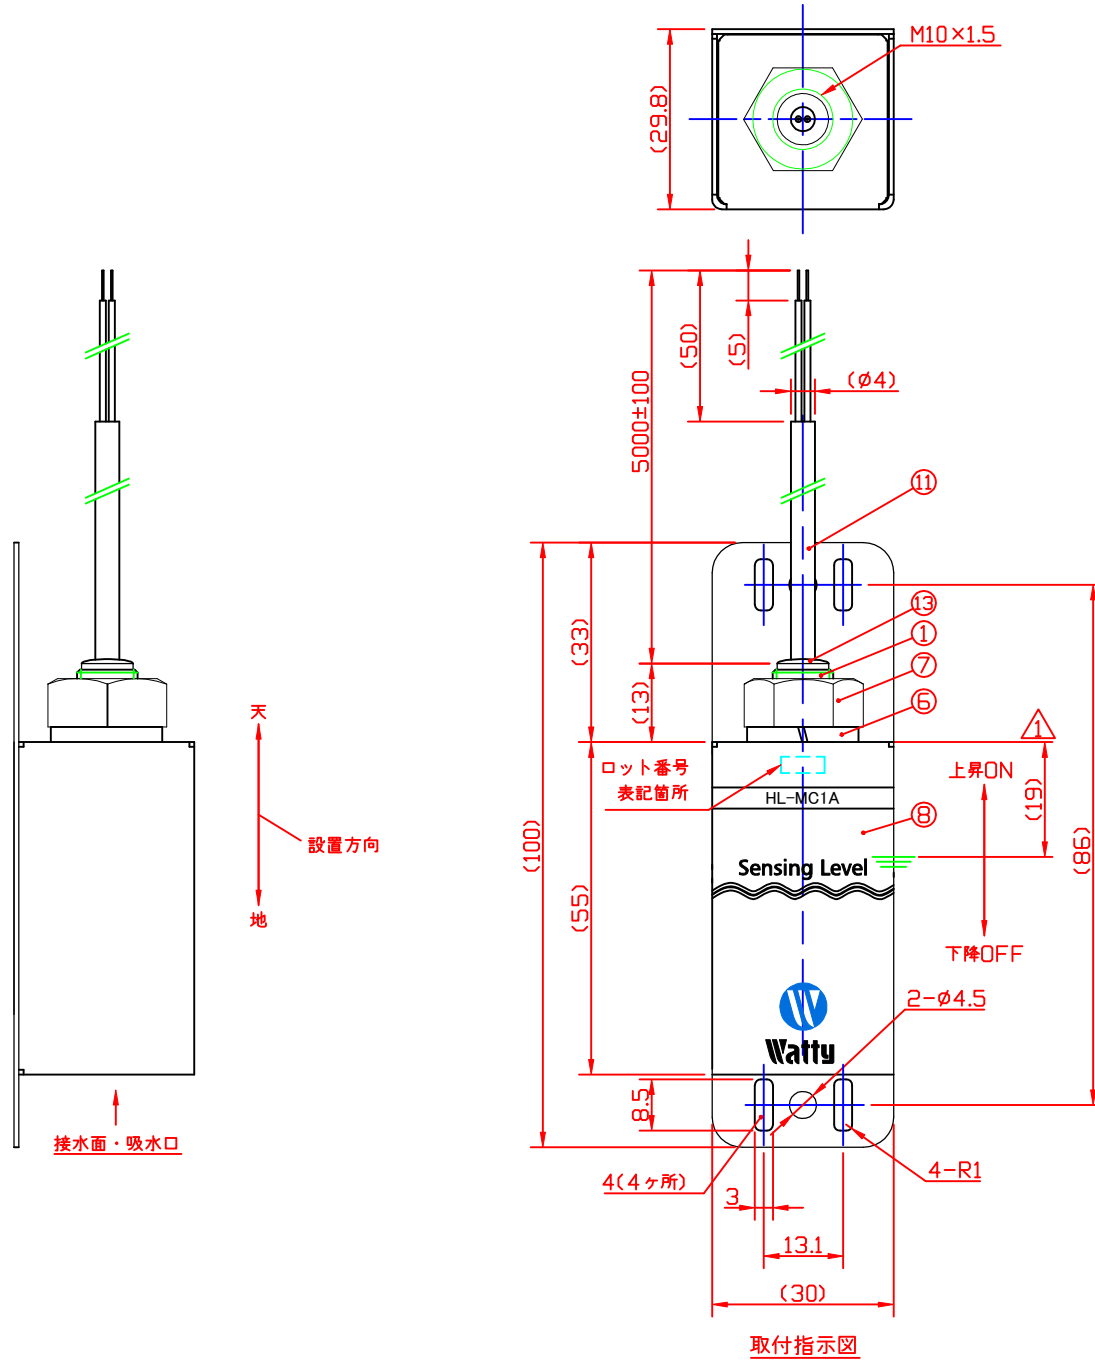 M10×1.5
(29.8)
(50)
(5)
(ø4)
5000±100
11
13
1
7
6
(33)
(13)
天
1
ロット番号
表記箇所
上昇ON
(19)
HL-MC1A
8
設置方向
(100)
(86)
Sensing Level
(55)
地
下降OFF
2-ø4.5
Watty
8.5
接水面・吸水口
4(4ヶ所)
4-R1
3
13.1
(30)
取付指示図